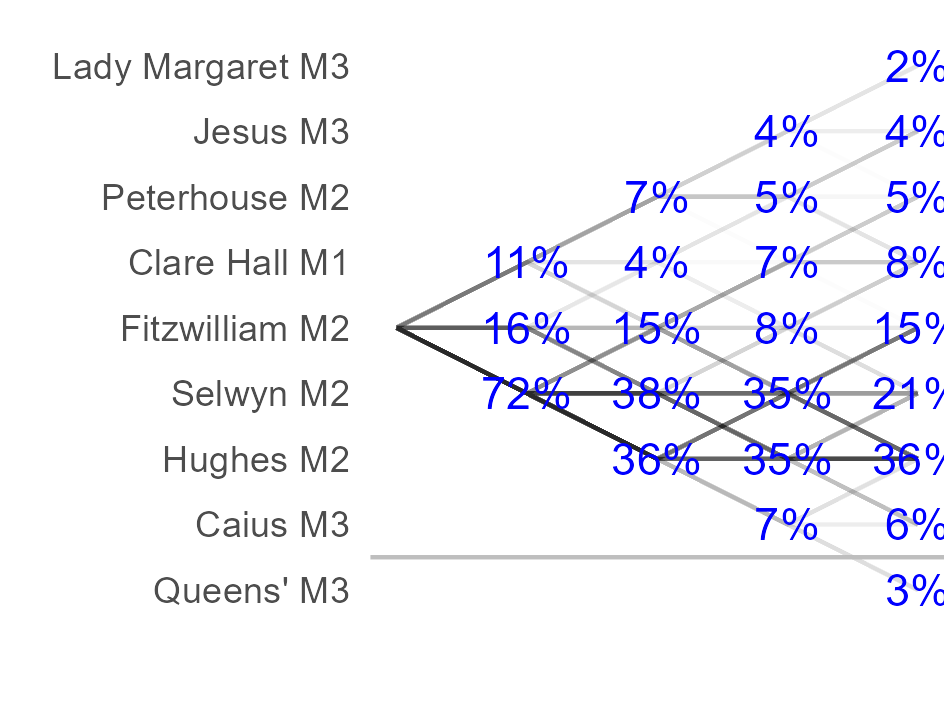 Lady Margaret M3 2%
Jesus M3 4% 4%
Peterhouse M2 7% 5% 5%
Clare Hall M1 11% 4% 7% 8%
Fitzwilliam M2 16% 15% 8% 15%
Selwyn M2 72% 38% 35% 21%
Hughes M2 36% 35% 36%
Caius M3 7% 6%
Queens' M3 3%